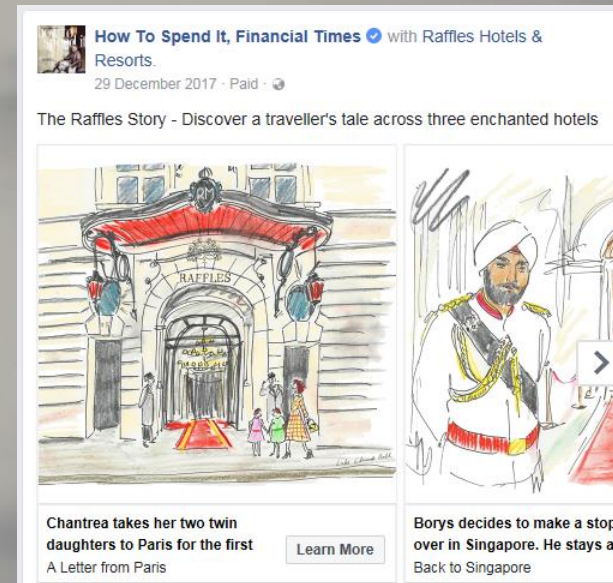 How To Spend It, Financial Times with Raffles Hotels &
Resorts.
29 December 2017 · Paid ·
The Raffles Story - Discover a traveller's tale across three enchanted hotels
RM
RAFFLES
Chantrea takes her two twin
daughters to Paris for the first
A Letter from Paris
Learn More
Borys decides to make a stop
over in Singapore. He stays a
Back to Singapore